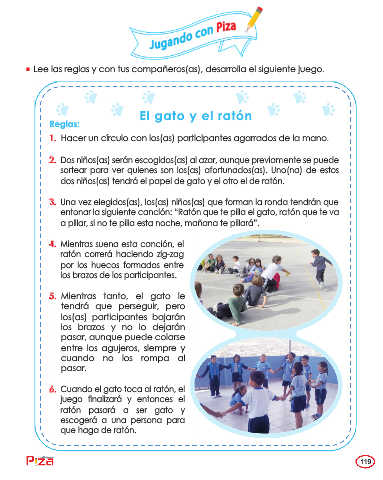 Jugando con Piza
Lee las reglas y con tus compañeros(as), desarrolla el siguiente juego.
El gato y el ratón
Reglas:
1. Hacer un círculo con los(as) participantes agarrados de la mano.
2. Dos niños(as) serán escogidos(as) al azar, aunque previamente se puede
sortear para ver quienes son los(as) afortunados(as). Uno(na) de estos
dos niños(as) tendrá el papel de gato y el otro el de ratón.
3. Una vez elegidos(as), los(as) niños(as) que forman la ronda tendrán que
entonar la siguiente canción: "Ratón que te pilla el gato, ratón que te va
a pillar, si no te pilla esta noche, mañana te pillará".
4. Mientras suena esta canción, el
ratón correrá haciendo zig-zag
por los huecos formados entre
los brazos de los participantes.
5. Mientras tanto, el gato le
tendrá que perseguir, pero
los(as) participantes bajarán
los brazos y no lo dejarán
pasar, aunque puede colarse
entre los agujeros, siempre y
cuando no los rompa al
pasar.
6. Cuando el gato toca al ratón, el
juego finalizará y entonces el
ratón pasará a ser gato y
escogerá a una persona para
que haga de ratón.
Piza
119